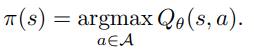 π(s) = argmax Q_θ(s, a).
a∈𝒜